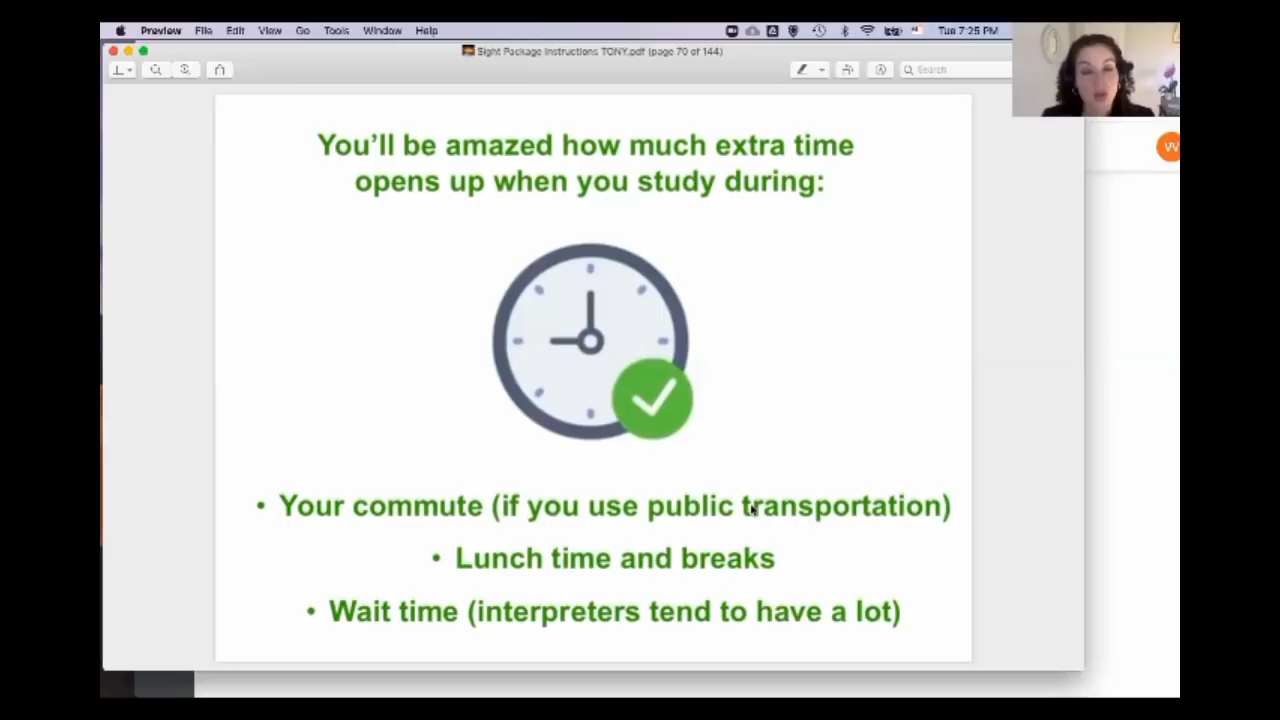 Preview File Edit View Go Tools Window Help Tue 7:25 PM
Sight Package Instructions TONY.pdf (page 70 of 144)
Search
You'll be amazed how much extra time
opens up when you study during:
• Your commute (if you use public transportation)
• Lunch time and breaks
• Wait time (interpreters tend to have a lot)